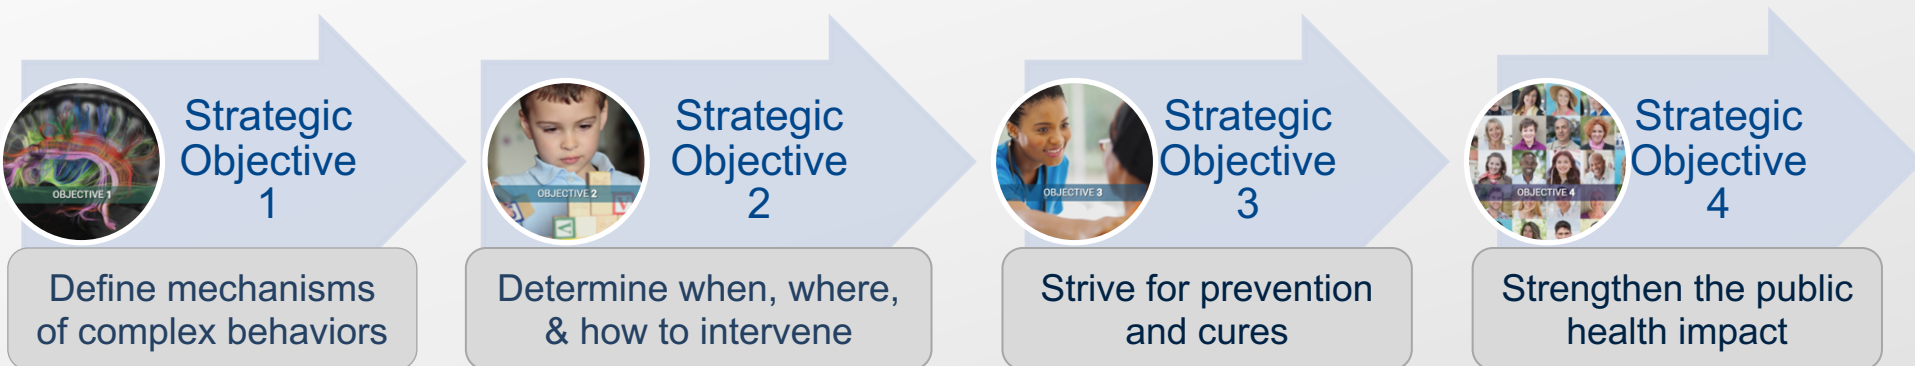 Strategic
Objective
1
OBJECTIVE 1
Define mechanisms
of complex behaviors
Strategic
Objective
2
OBJECTIVE 2
Determine when, where,
& how to intervene
Strategic
Objective
3
OBJECTIVE 3
Strive for prevention
and cures
Strategic
Objective
4
OBJECTIVE 4
Strengthen the public
health impact